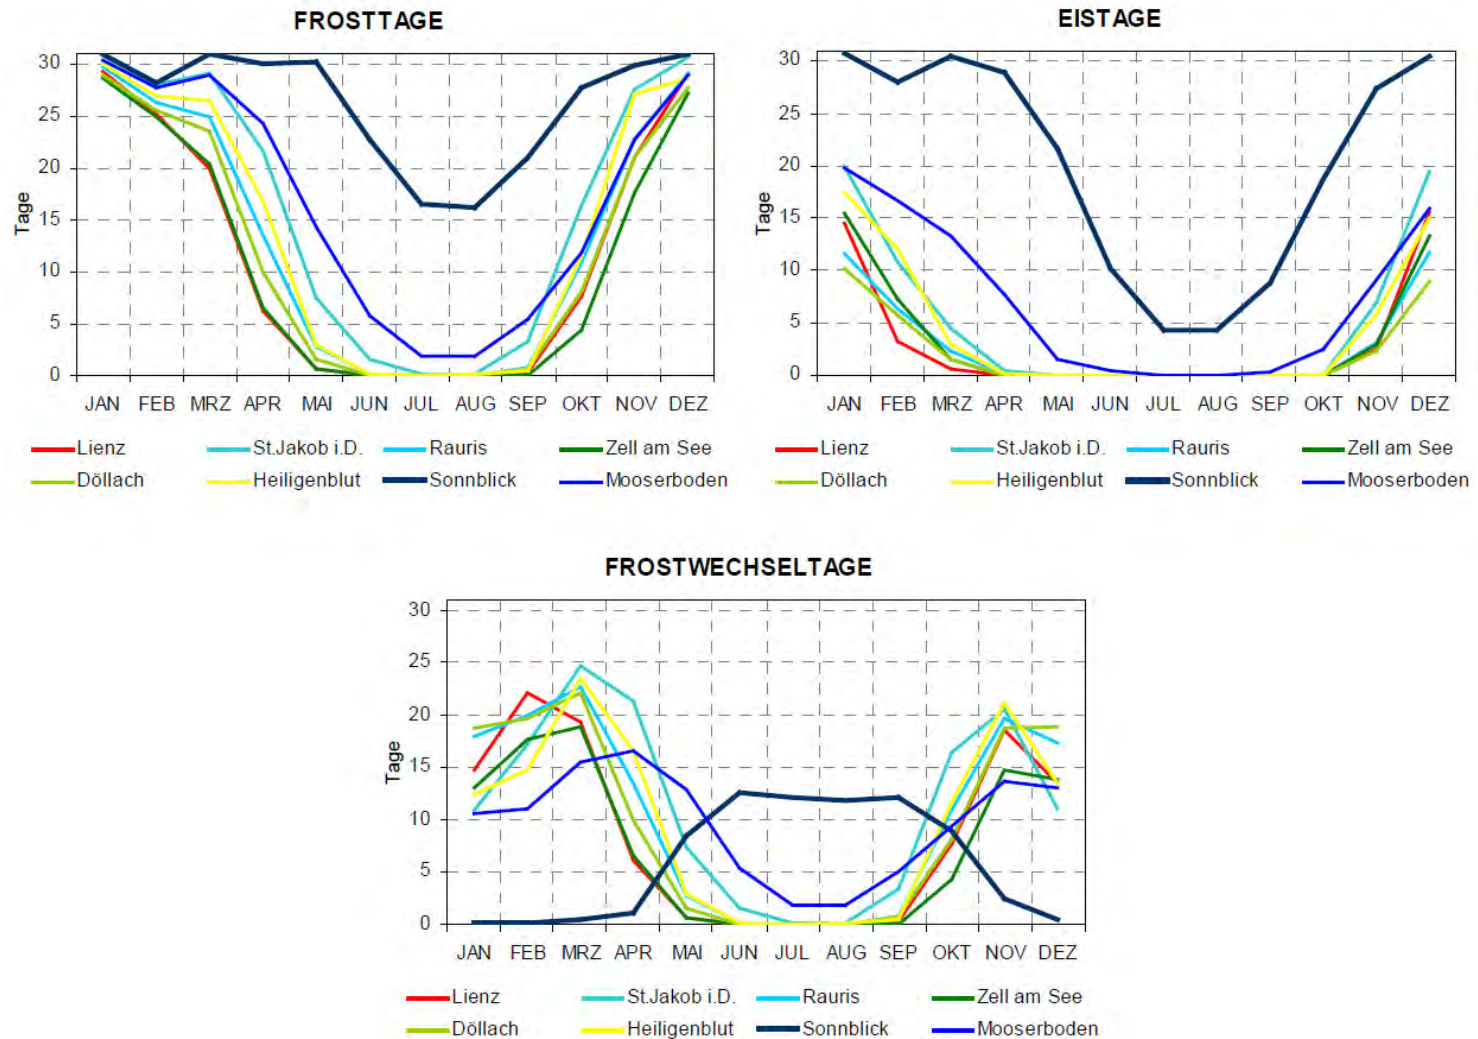 FROSTTAGE
30
25
20
15
10
5
0
Tage
JAN FEB MRZ APR MAI JUN JUL AUG SEP OKT NOV DEZ
Lienz St.Jakob i.D. Rauris Zell am See
Döllach Heiligenblut Sonnblick Mooserboden
EISTAGE
30
25
20
15
10
5
0
Tage
JAN FEB MRZ APR MAI JUN JUL AUG SEP OKT NOV DEZ
Lienz St.Jakob i.D. Rauris Zell am See
Döllach Heiligenblut Sonnblick Mooserboden
FROSTWECHSELTAGE
30
25
20
15
10
5
0
Tage
JAN FEB MRZ APR MAI JUN JUL AUG SEP OKT NOV DEZ
Lienz St.Jakob i.D. Rauris Zell am See
Döllach Heiligenblut Sonnblick Mooserboden